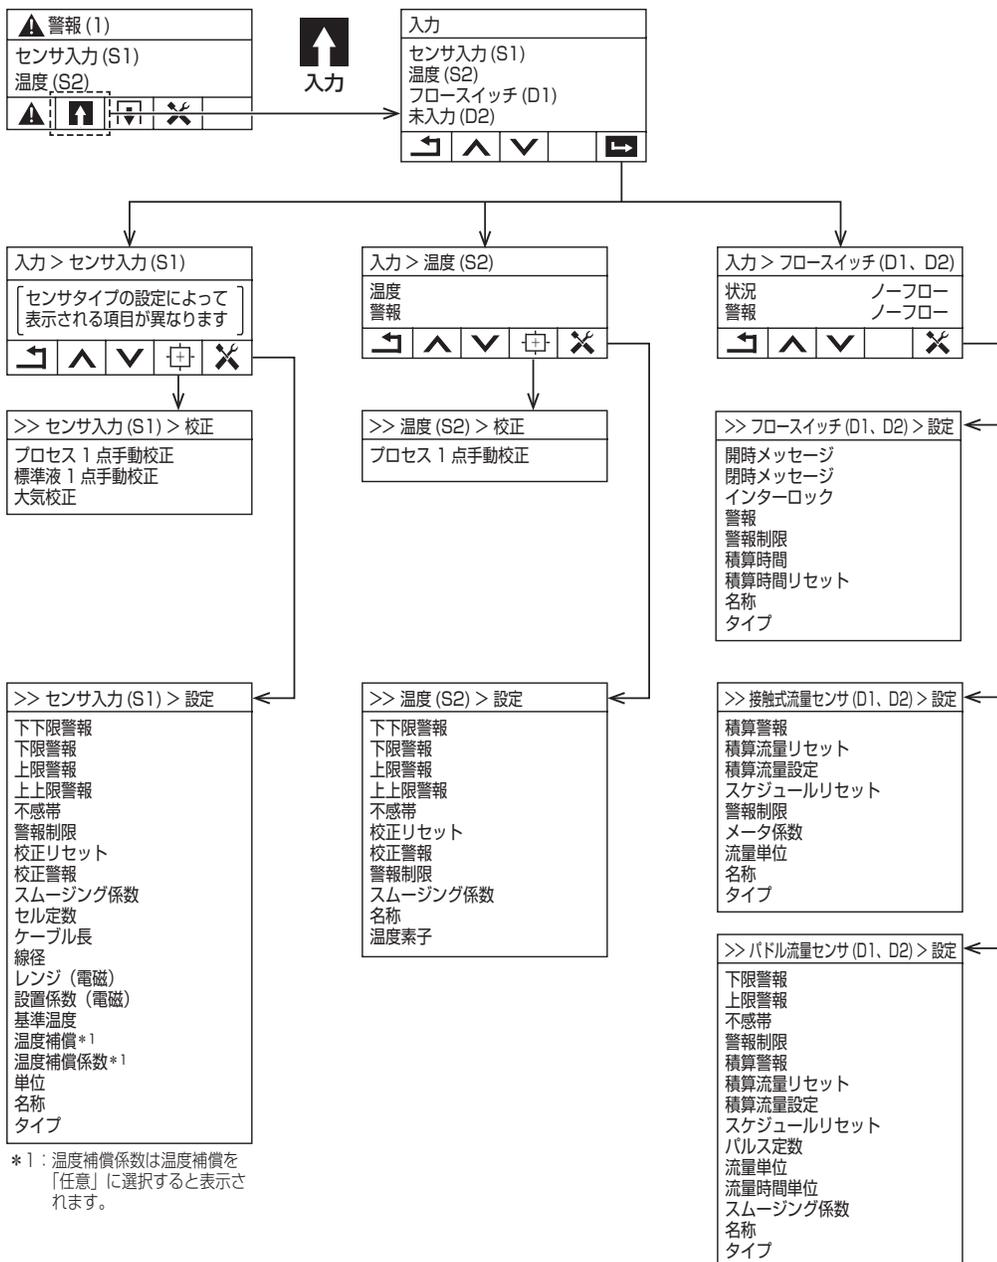 警報 (1)
センサ入力 (S1)
温度 (S2)
入力
入力
センサ入力 (S1)
温度 (S2)
フロースイッチ (D1)
未入力 (D2)
入力 > センサ入力 (S1)
センサタイプの設定によって
表示される項目が異なります
>> センサ入力 (S1) > 校正
プロセス 1 点手動校正
標準液 1 点手動校正
大気校正
>> センサ入力 (S1) > 設定
下下限警報
下限警報
上限警報
上上限警報
不感帯
警報制限
校正リセット
校正警報
スムージング係数
セル定数
ケーブル長
線径
レンジ（電磁）
設置係数（電磁）
基準温度
温度補償*1
温度補償係数*1
単位
名称
タイプ
*1：温度補償係数は温度補償を
「任意」に選択すると表示さ
れます。
入力 > 温度 (S2)
温度
警報
>> 温度 (S2) > 校正
プロセス 1 点手動校正
>> 温度 (S2) > 設定
下下限警報
下限警報
上限警報
上上限警報
不感帯
校正リセット
校正警報
警報制限
スムージング係数
名称
温度素子
入力 > フロースイッチ (D1、D2)
状況 ノーフロー
警報 ノーフロー
>> フロースイッチ (D1、D2) > 設定
開時メッセージ
閉時メッセージ
インターロック
警報
警報制限
積算時間
積算時間リセット
名称
タイプ
>> 接触式流量センサ (D1、D2) > 設定
積算警報
積算流量リセット
積算流量設定
スケジュールリセット
警報制限
メータ係数
流量単位
名称
タイプ
>> パドル流量センサ (D1、D2) > 設定
下限警報
上限警報
不感帯
警報制限
積算警報
積算流量リセット
積算流量設定
スケジュールリセット
パルス定数
流量単位
流量時間単位
スムージング係数
名称
タイプ